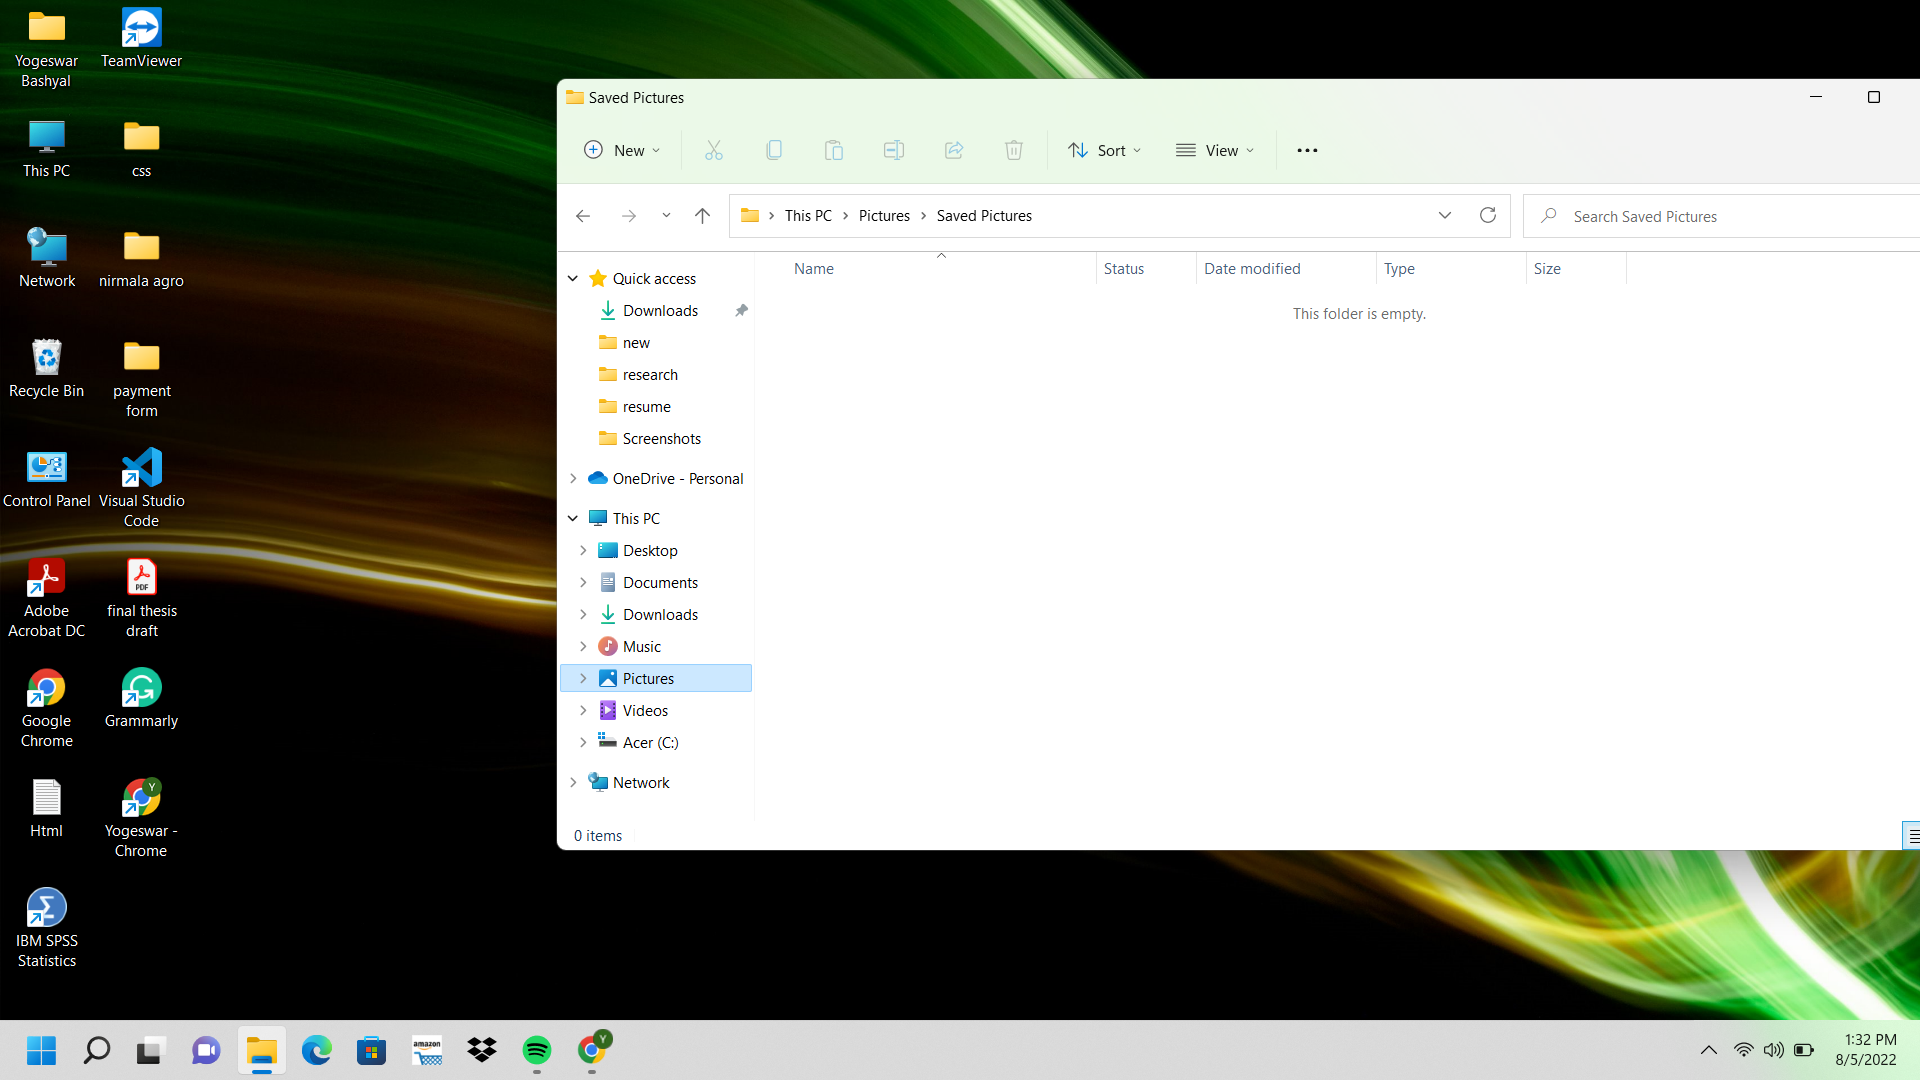 Yogeswar
Bashyal
TeamViewer
This PC
css
Network
nirmala agro
Recycle Bin
payment
form
Control Panel
Visual Studio
Code
Adobe
Acrobat DC
PDF
final thesis
draft
Google
Chrome
Grammarly
Html
Y
Yogeswar -
Chrome
IBM SPSS
Statistics
Saved Pictures
New
Sort
View
This PC
Pictures
Saved Pictures
Search Saved Pictures
Name
Status
Date modified
Type
Size
This folder is empty.
Quick access
Downloads
new
research
resume
Screenshots
OneDrive - Personal
This PC
Desktop
Documents
Downloads
Music
Pictures
Videos
Acer (C:)
Network
0 items
amazon
Y
1:32 PM
8/5/2022